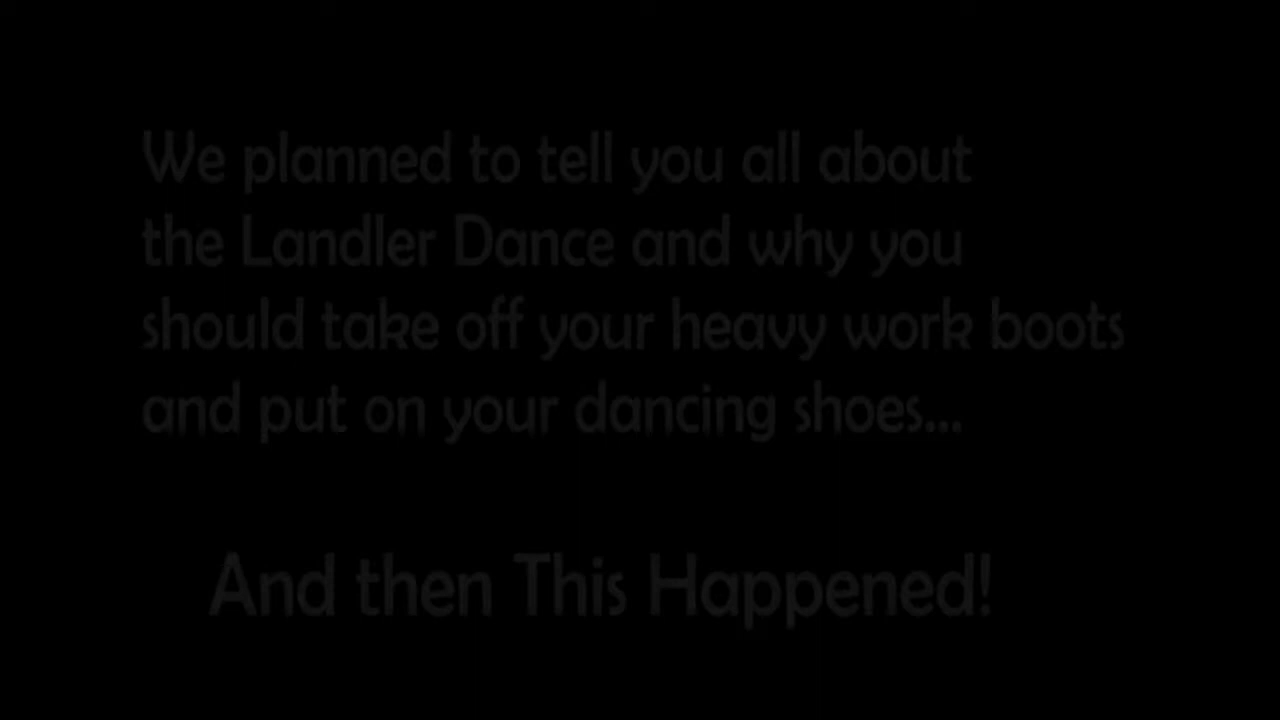 We planned to tell you all about
the Landler Dance and why you
should take off your heavy work boots
and put on your dancing shoes...
And then This Happened!